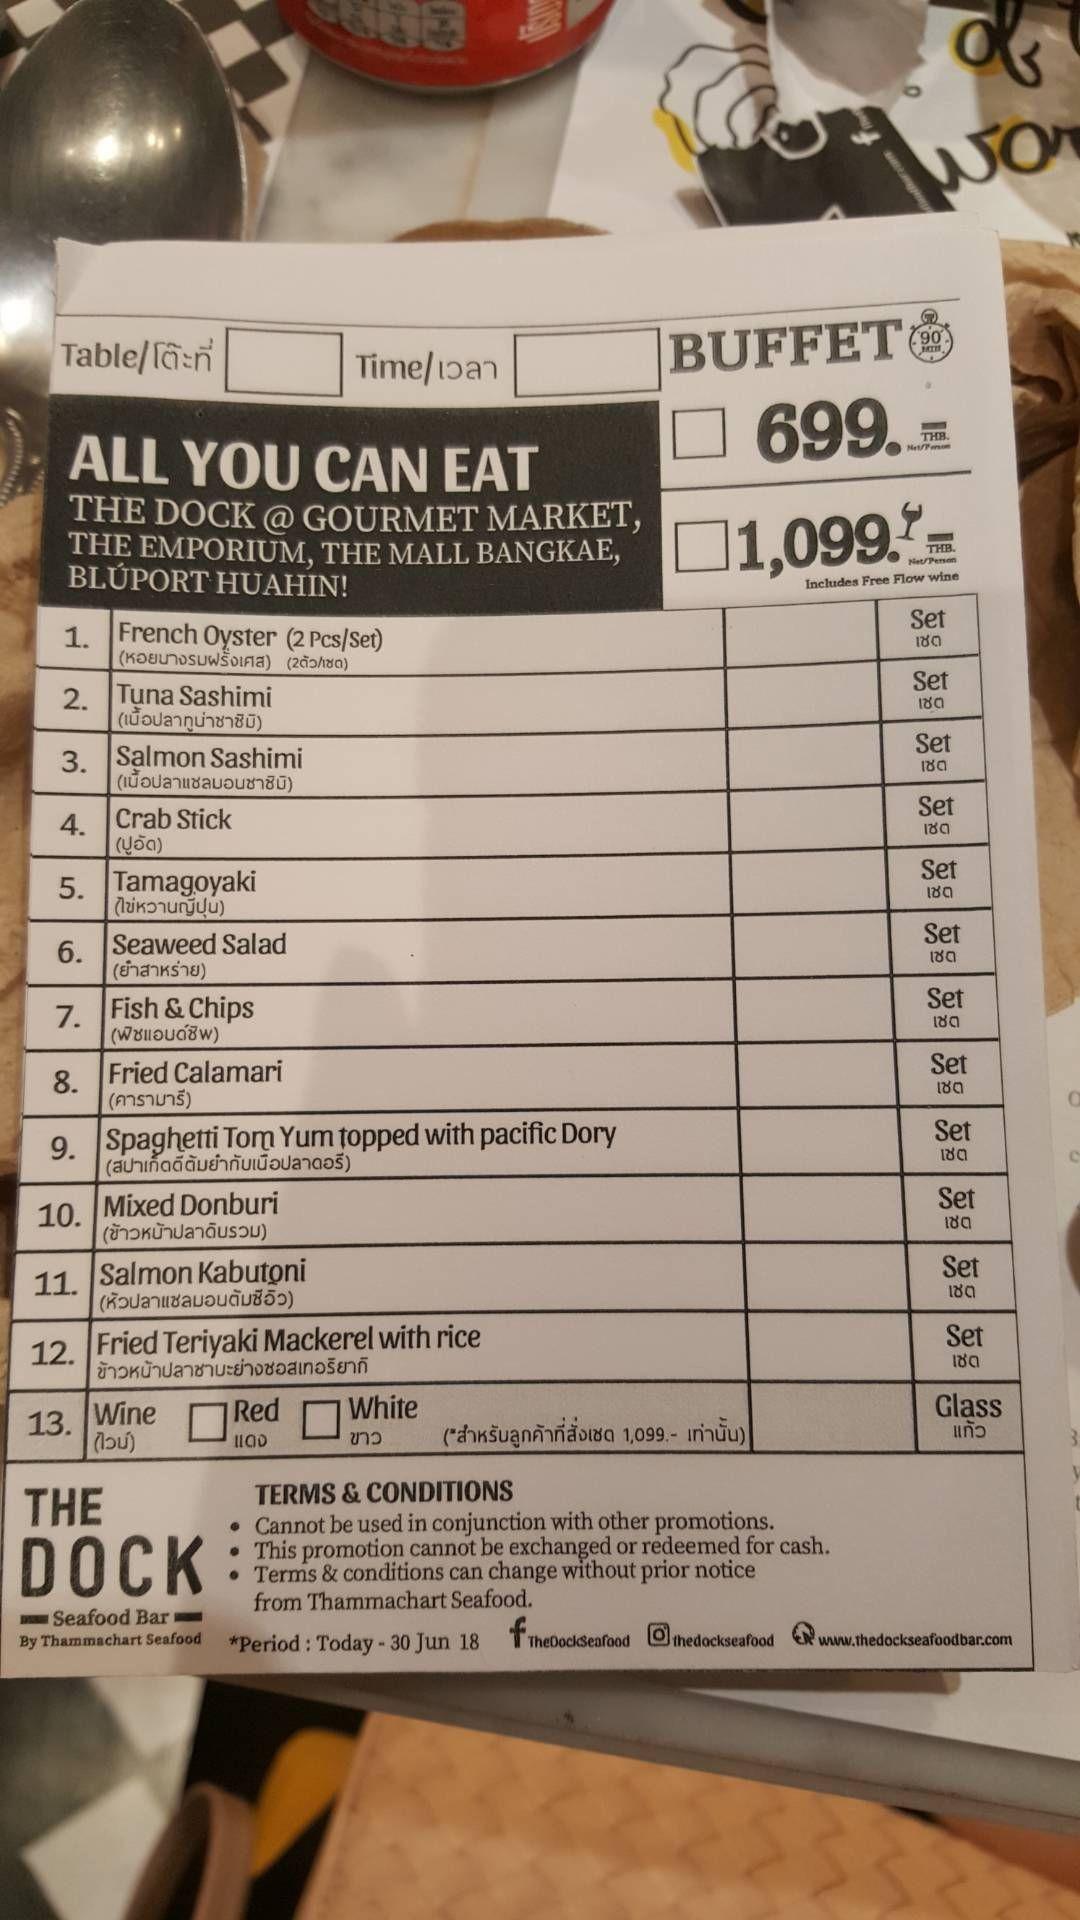 of
wor
Table/โต๊ะที่
Time/เวลา
BUFFET
90
MIN
699.
THB.
Net/Person
ALL YOU CAN EAT
THE DOCK @ GOURMET MARKET,
THE EMPORIUM, THE MALL BANGKAE,
BLÚPORT HUAHIN!
1,099.
THB.
Net/Person
Includes Free Flow wine
1. French Oyster (2 Pcs/Set) Set
(หอยนางรมฝรั่งเศส) (2ตัว/เซต) เซต
2. Tuna Sashimi Set
(เนื้อปลาทูน่าซาชิมิ) เซต
3. Salmon Sashimi Set
(เนื้อปลาแซลมอนซาชิมิ) เซต
4. Crab Stick Set
(ปูอัด) เซต
5. Tamagoyaki Set
(ไข่หวานญี่ปุ่น) เซต
6. Seaweed Salad Set
(ยำสาหร่าย) เซต
7. Fish & Chips Set
(ฟิชแอนด์ชิพ) เซต
8. Fried Calamari Set
(คารามารี) เซต
9. Spaghetti Tom Yum topped with pacific Dory Set
(สปาเก็ตตี้ต้มยำกับเนื้อปลาดอรี่) เซต
10. Mixed Donburi Set
(ข้าวหน้าปลาดิบรวม) เซต
11. Salmon Kabutoni Set
(หัวปลาแซลมอนต้มซีอิ๊ว) เซต
12. Fried Teriyaki Mackerel with rice Set
ข้าวหน้าปลาซาบะย่างซอสเทอริยากิ เซต
13. Wine Red White Glass
(ไวน์) แดง ขาว (*สำหรับลูกค้าที่สั่งเซต 1,099.- เท่านั้น) แก้ว
THE
DOCK
Seafood Bar
By Thammachart Seafood
TERMS & CONDITIONS
• Cannot be used in conjunction with other promotions.
• This promotion cannot be exchanged or redeemed for cash.
• Terms & conditions can change without prior notice
from Thammachart Seafood.
*Period : Today - 30 Jun 18 TheDockSeafood thedockseafood www.thedockseafoodbar.com